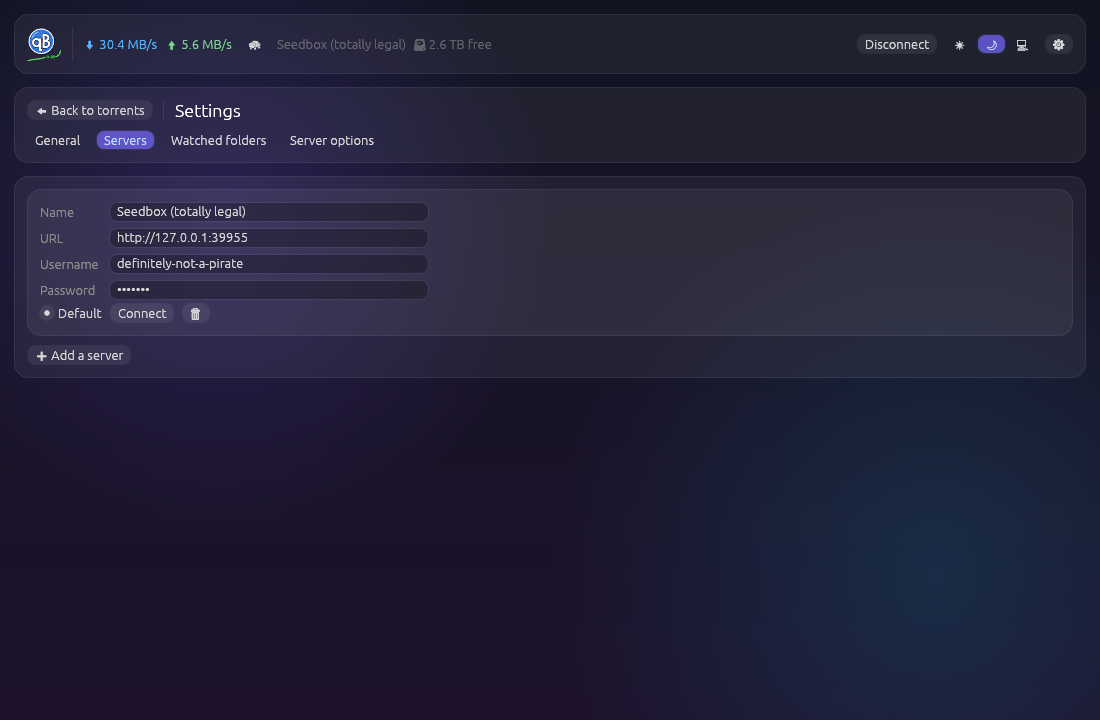 qB
30.4 MB/s 5.6 MB/s Seedbox (totally legal) 2.6 TB free Disconnect
Back to torrents Settings
General Servers Watched folders Server options
Name Seedbox (totally legal)
URL http://127.0.0.1:39955
Username definitely-not-a-pirate
Password •••••••
Default Connect
Add a server